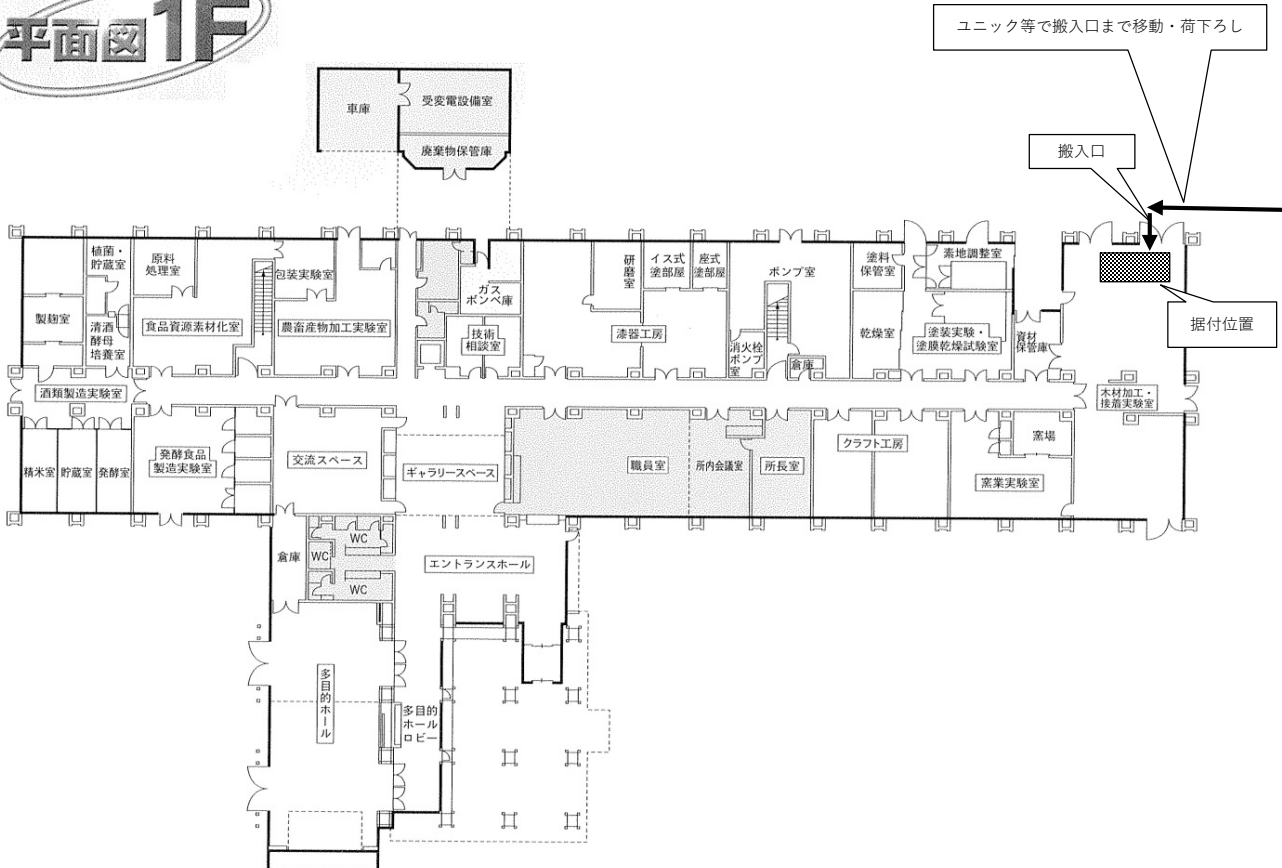 平面図1F
ユニック等で搬入口まで移動・荷下ろし
搬入口
据付位置
車庫
受変電設備室
廃棄物保管庫
植菌・
貯蔵室
原料
処理室
包装実験室
製麹室
清酒
酵母
培養室
食品資源素材化室
農畜産物加工実験室
ガス
ボンベ庫
技術
相談室
研磨室
イス式
塗部屋
座式
塗部屋
漆器工房
ポンプ室
消火栓
ポンプ
室
倉庫
塗料
保管室
乾燥室
素地調整室
塗装実験・
塗膜乾燥試験室
資材
保管庫
酒類製造実験室
木材加工・
接着実験室
精米室
貯蔵室
発酵室
発酵食品
製造実験室
交流スペース
ギャラリースペース
職員室
所内会議室
所長室
クラフト工房
窯場
窯業実験室
倉庫
WC
WC
WC
エントランスホール
多目的ホール
多目的
ホール
ロビー